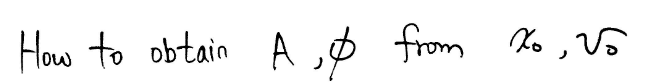 How to obtain A, φ from x₀, v₀